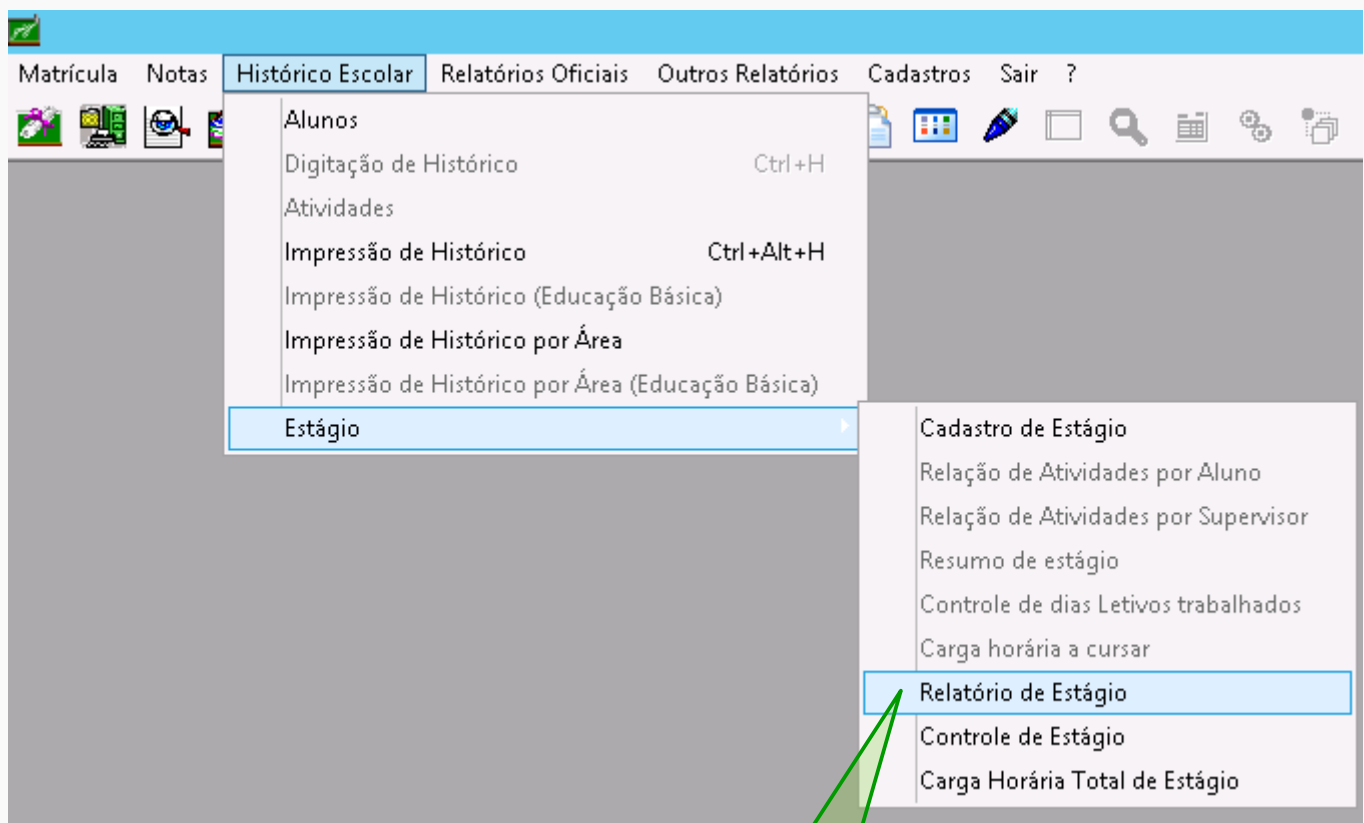 Matrícula Notas Histórico Escolar Relatórios Oficiais Outros Relatórios Cadastros Sair ?
Alunos
Digitação de Histórico Ctrl+H
Atividades
Impressão de Histórico Ctrl+Alt+H
Impressão de Histórico (Educação Básica)
Impressão de Histórico por Área
Impressão de Histórico por Área (Educação Básica)
Estágio
Cadastro de Estágio
Relação de Atividades por Aluno
Relação de Atividades por Supervisor
Resumo de estágio
Controle de dias Letivos trabalhados
Carga horária a cursar
Relatório de Estágio
Controle de Estágio
Carga Horária Total de Estágio